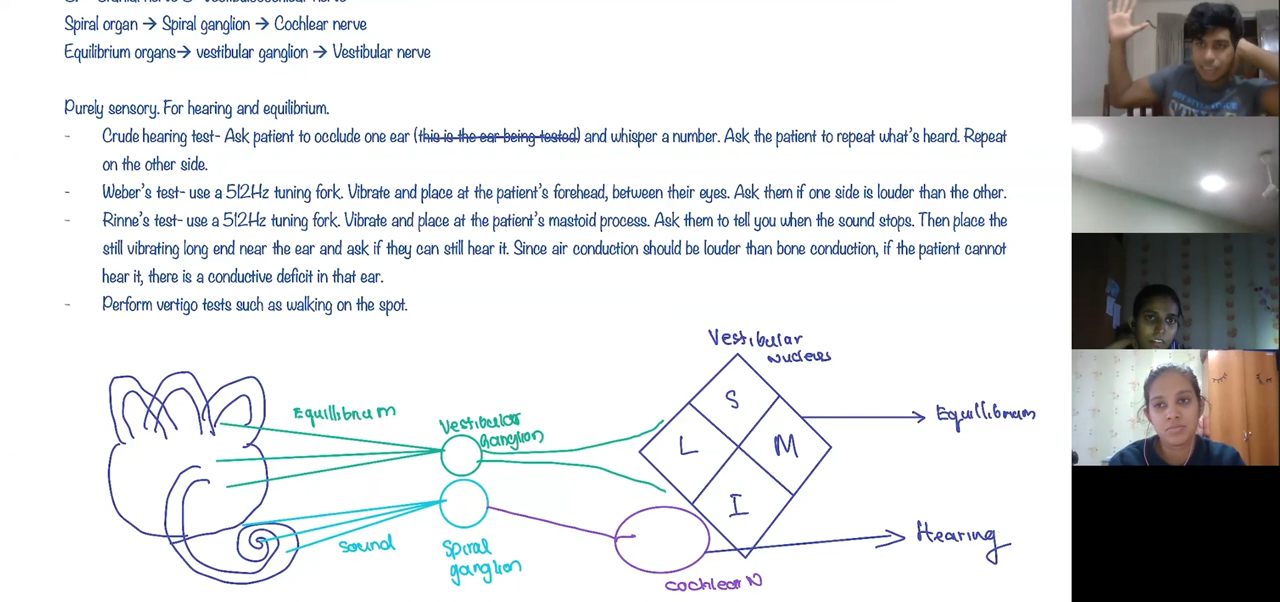 Spiral organ → Spiral ganglion → Cochlear nerve
Equilibrium organs→ vestibular ganglion → Vestibular nerve
Purely sensory. For hearing and equilibrium.
- Crude hearing test- Ask patient to occlude one ear (this is the ear being tested) and whisper a number. Ask the patient to repeat what's heard. Repeat
on the other side.
- Weber's test- use a 512Hz tuning fork. Vibrate and place at the patient's forehead, between their eyes. Ask them if one side is louder than the other.
- Rinne's test- use a 512Hz tuning fork. Vibrate and place at the patient's mastoid process. Ask them to tell you when the sound stops. Then place the
still vibrating long end near the ear and ask if they can still hear it. Since air conduction should be louder than bone conduction, if the patient cannot
hear it, there is a conductive deficit in that ear.
- Perform vertigo tests such as walking on the spot.
Vestibular
Nucleus
Equillibrium
Vestibular
ganglion
S
L
M
I
Equillibrium
Sound
Spiral
ganglion
Cochlear N
Hearing